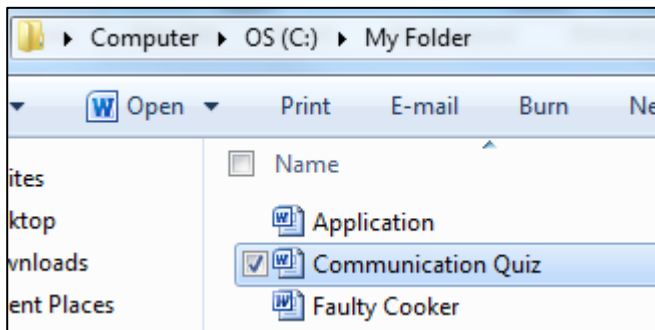 Computer OS (C:) My Folder
Open Print E-mail Burn Ne
ites Name
ktop Application
vnloads Communication Quiz
ent Places Faulty Cooker